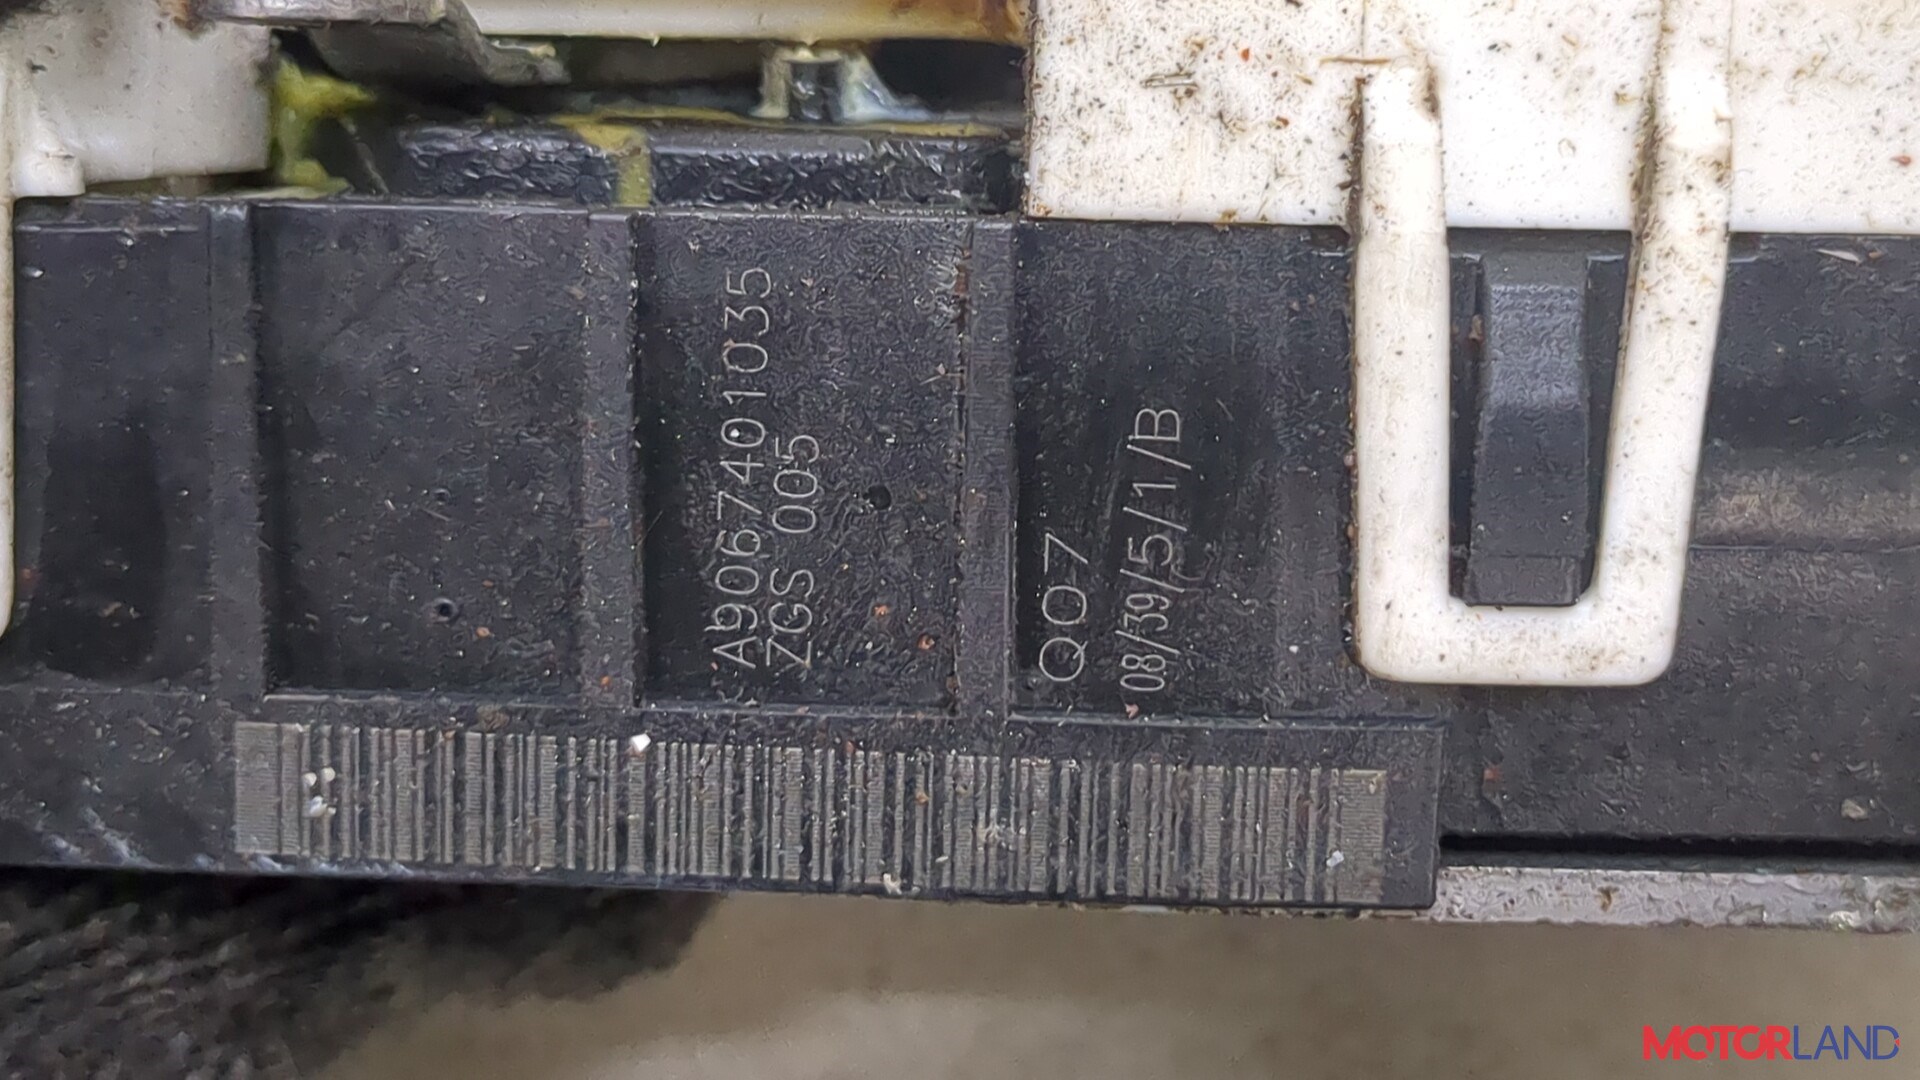 A9067401035
ZGS 005
Q07
08/39/5/1/B
MOTORLAND